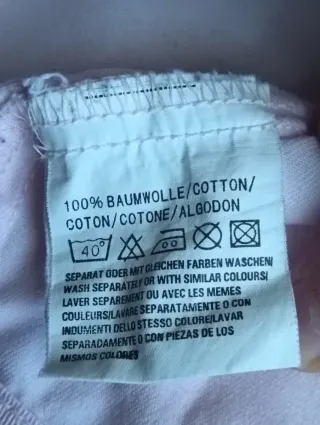 100% BAUMWOLLE/COTTON/
COTON/COTONE/ALGODON
40°
SEPARAT ODER MIT GLEICHEN FARBEN WASCHEN/
WASH SEPARATELY OR WITH SIMILAR COLOURS/
LAVER SEPAREMENT OU AVEC LES MEMES
COULEURS/LAVARE SEPARATAMENTE O CON
INDUMENTI DELLO STESSO COLORE/LAVAR
SEPARADAMENTE O CON PIEZAS DE LOS
MISMOS COLORES